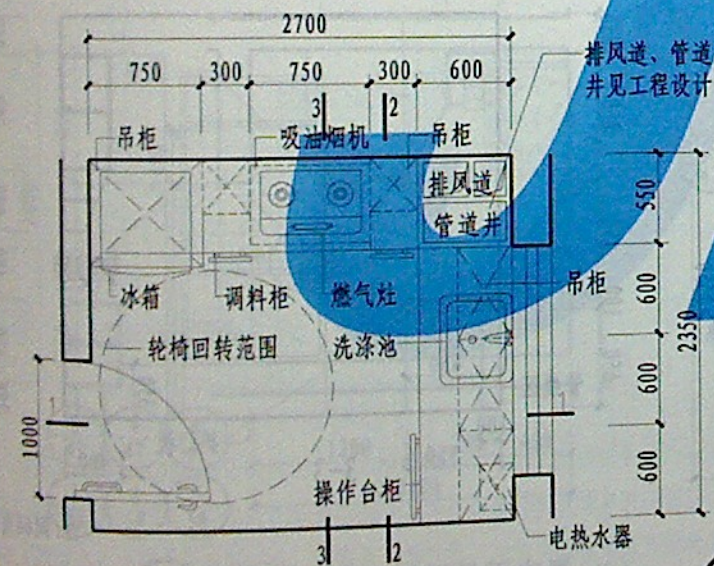 2700
750 300 750 300 600
排风道、管道
井见工程设计
3 2
吊柜 吸油烟机 吊柜
排风道
管道井
550
冰箱 调料柜 燃气灶 吊柜
600
轮椅回转范围 洗涤池
2350
600
1000
1 1
600
操作台柜
电热水器
3 2